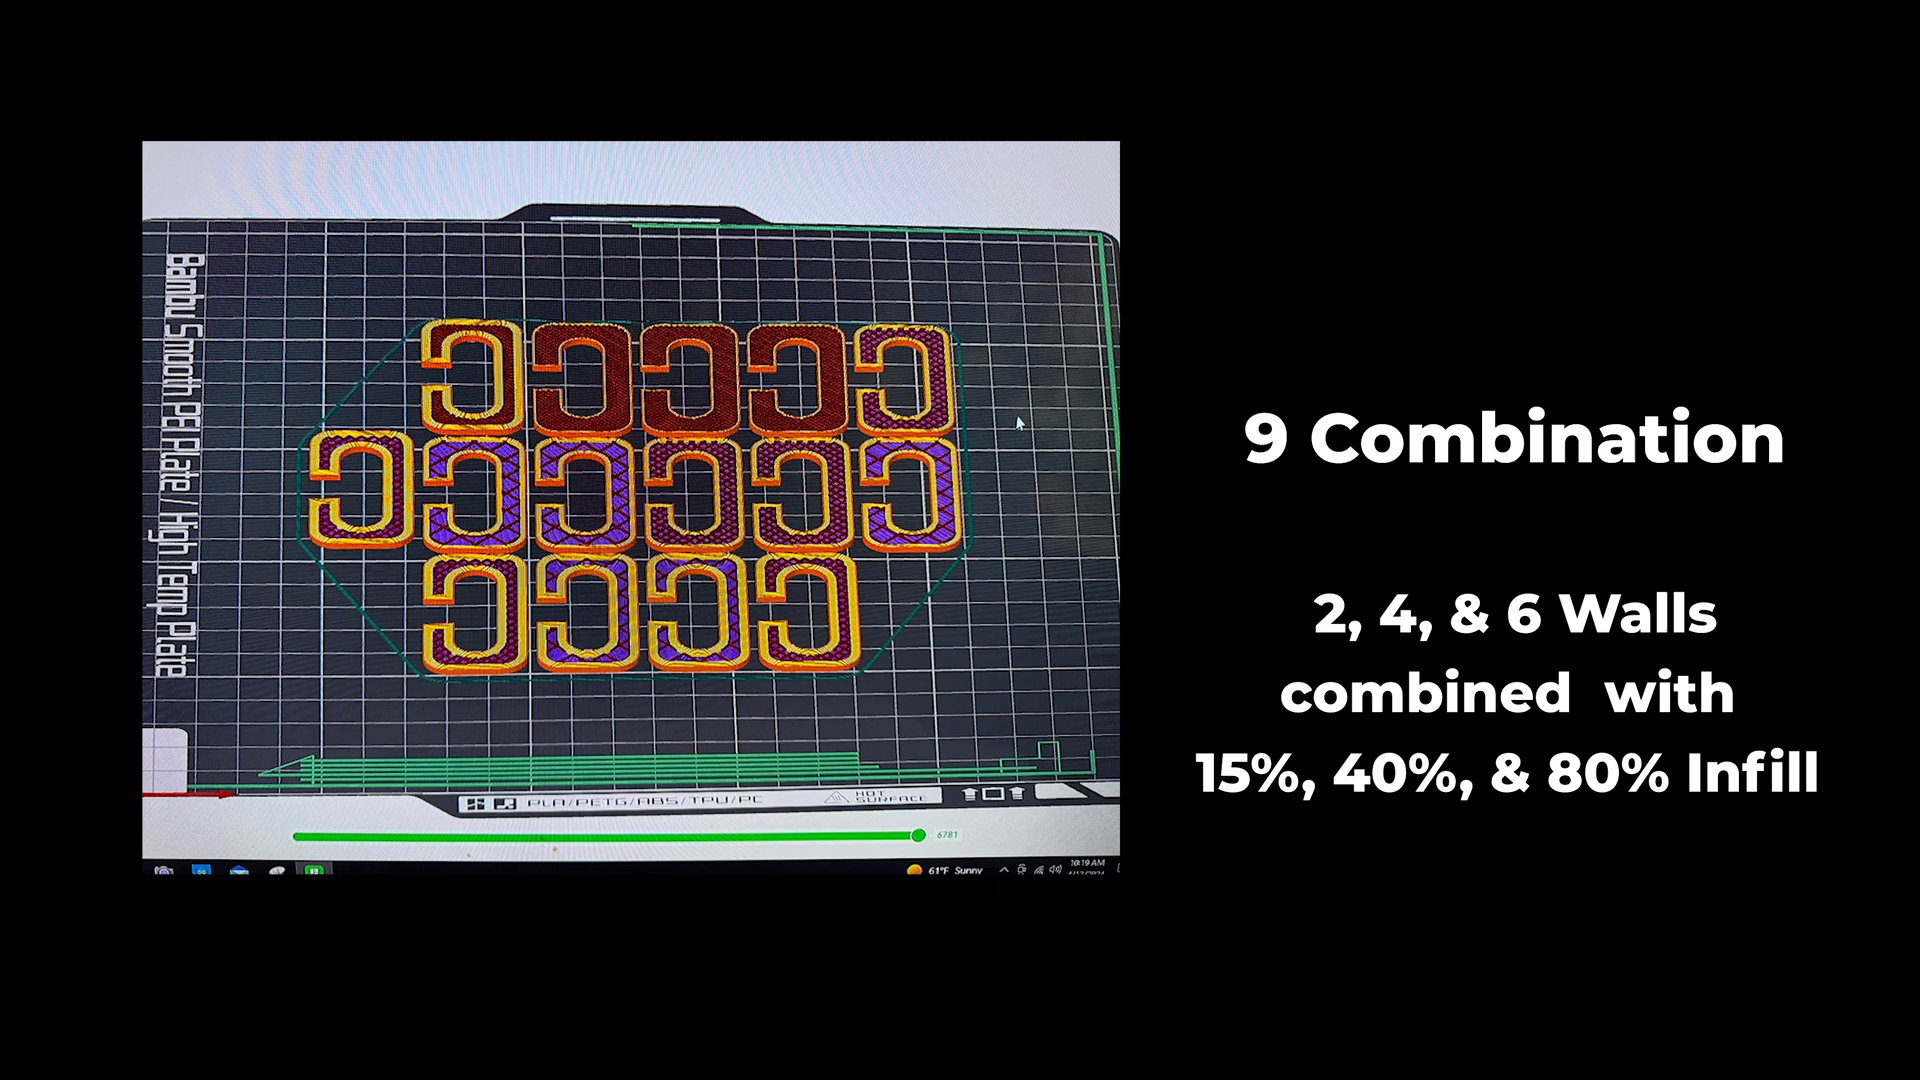 Bambu Smooth PEI Plate / High Temp Plate
9 Combination
2, 4, & 6 Walls
combined with
15%, 40%, & 80% Infill
PLA/PETG/ABS/TPU/PC
HOT
SURFACE
6781
61°F Sunny
10:19 AM